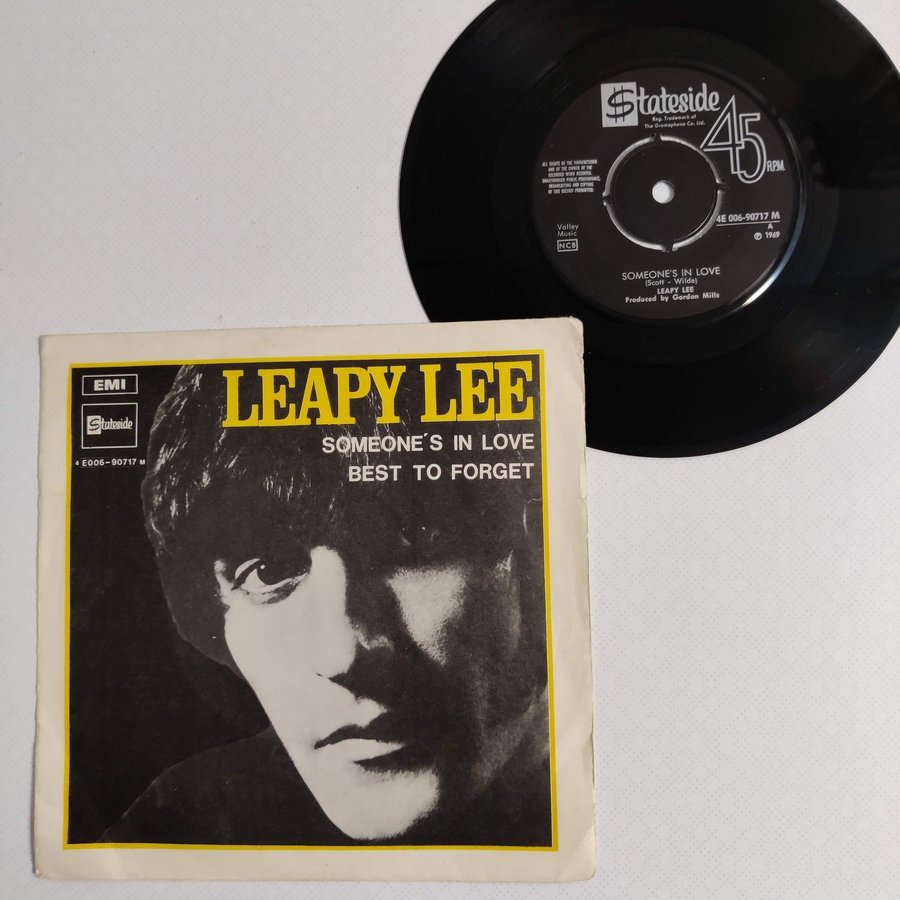 $tateside
Reg. Trademark of
The Gramophone Co. Ltd.
45 R.P.M.
ALL RIGHTS OF THE MANUFACTURER
AND OF THE OWNER OF THE
RECORDED WORK RESERVED.
UNAUTHORISED PUBLIC PERFORMANCE,
BROADCASTING AND COPYING
OF THIS RECORD PROHIBITED.
4E 006-90717 M
A
℗ 1969
Valley
Music
NCB
SOMEONE'S IN LOVE
(Scott - Wilde)
LEAPY LEE
Produced by Gordon Mills
EMI
$tateside
4 E006-90717 M
LEAPY LEE
SOMEONE'S IN LOVE
BEST TO FORGET